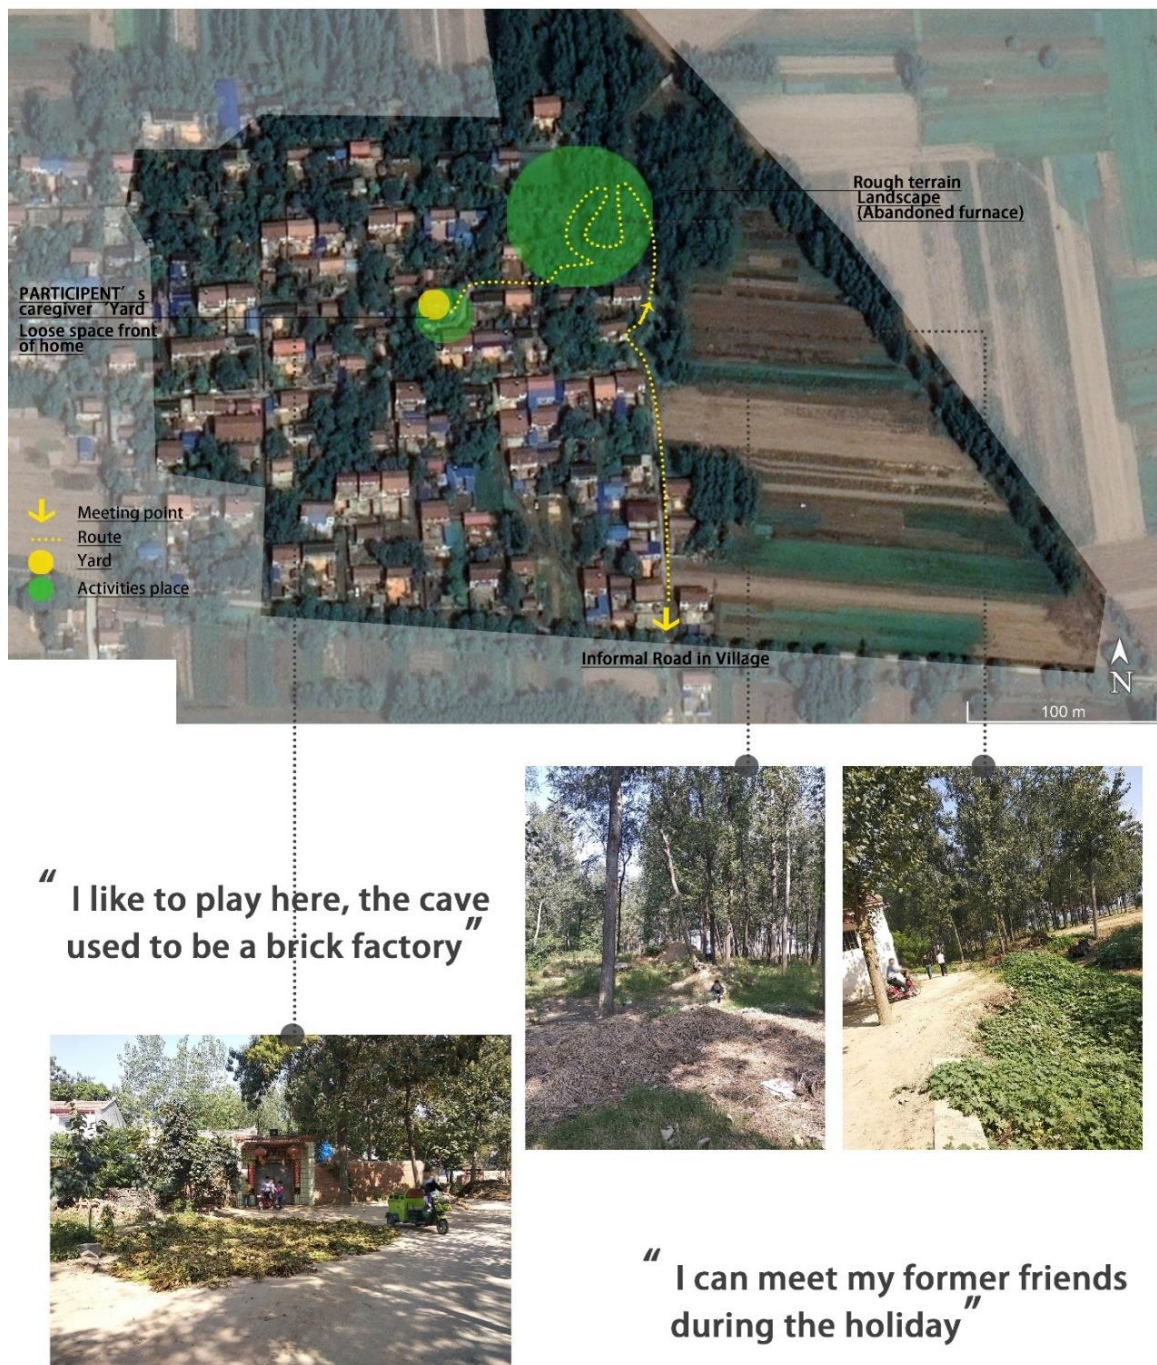 Rough terrain
Landscape
(Abandoned furnace)
PARTICIPENT' s
caregiver 'Yard
Loose space front
of home
Meeting point
Route
Yard
Activities place
Informal Road in Village
N
100 m
“ I like to play here, the cave
used to be a brick factory”
“ I can meet my former friends
during the holiday”